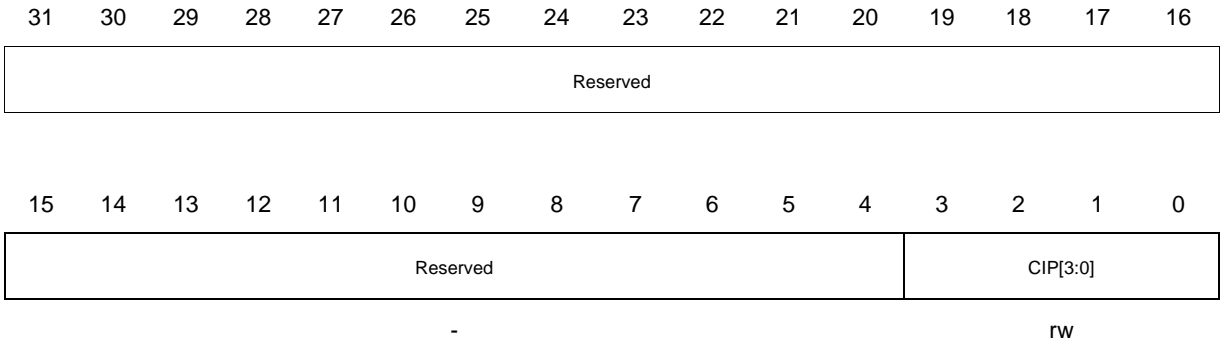 31 30 29 28 27 26 25 24 23 22 21 20 19 18 17 16
Reserved
15 14 13 12 11 10 9 8 7 6 5 4 3 2 1 0
Reserved CIP[3:0]
- rw